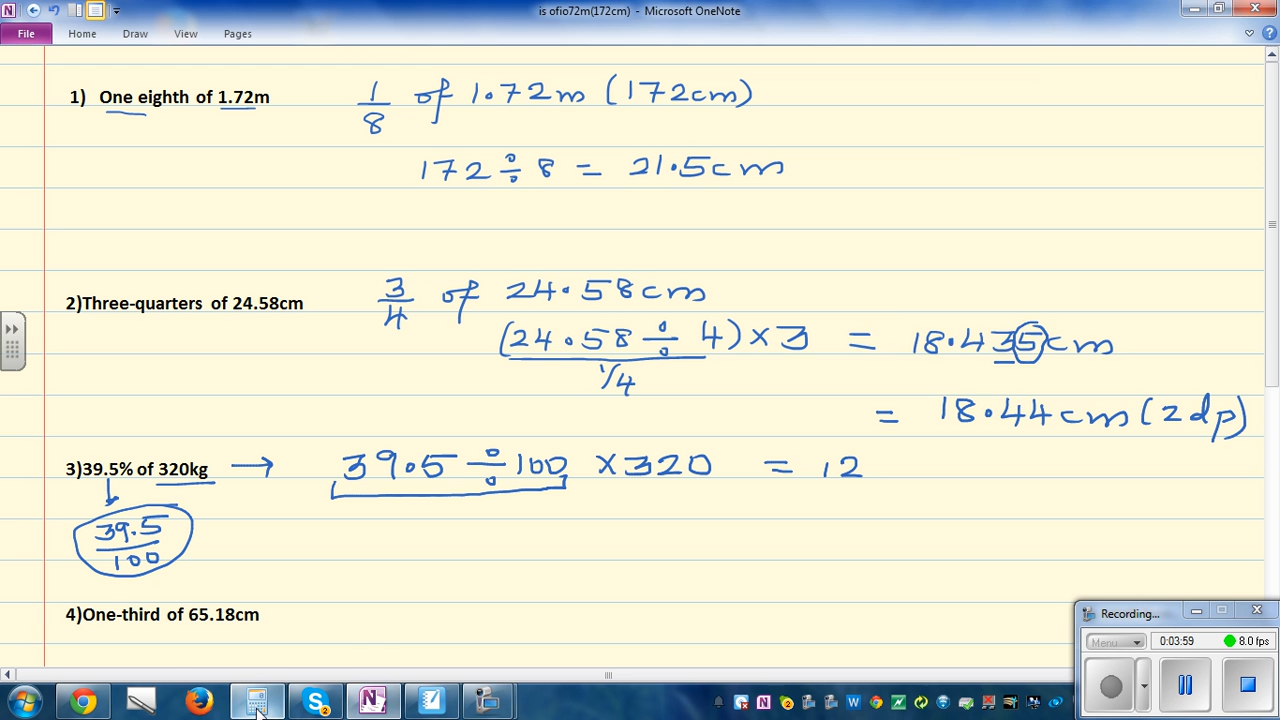 is ofio72m(172cm) - Microsoft OneNote
File Home Draw View Pages
1) One eighth of 1.72m 1/8 of 1.72m (172cm)
172 ÷ 8 = 21.5cm
2)Three-quarters of 24.58cm 3/4 of 24.58cm
(24.58 ÷ 4) × 3 = 18.435cm
1/4
= 18.44cm (2dp)
3)39.5% of 320kg → 39.5 ÷ 100 × 320 = 12
39.5/100
4)One-third of 65.18cm
Recording...
Menu 0:03:59 8.0 fps